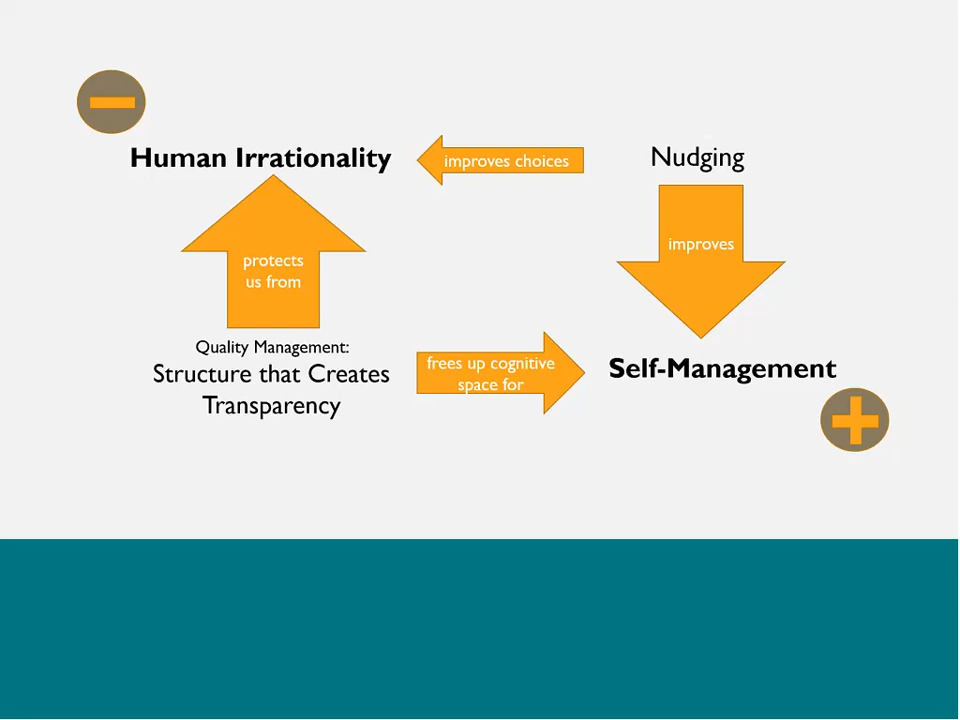 Human Irrationality
improves choices
Nudging
protects
us from
improves
Quality Management:
Structure that Creates
Transparency
frees up cognitive
space for
Self-Management